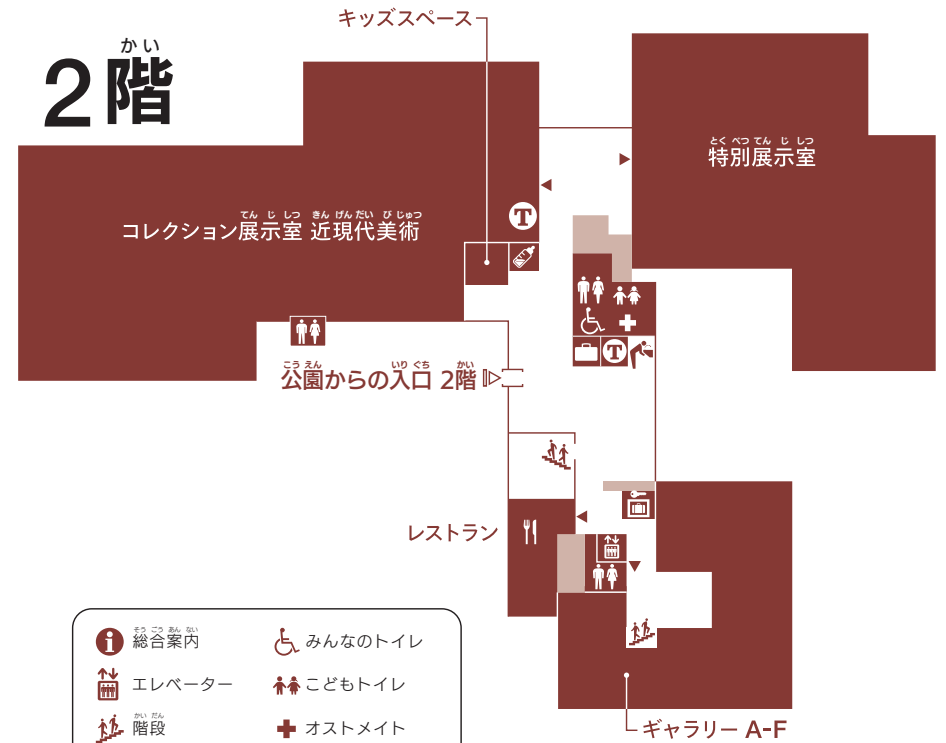 キッズスペース
かい
2階
とくべつてんじしつ
特別展示室
てんじしつ きんげんだいびじゅつ
コレクション展示室 近現代美術
T
T
こうえん いりぐち かい
公園からの入口 2階
レストラン
そうごうあんない
i 総合案内
みんなのトイレ
エレベーター
こどもトイレ
かいだん
階段
オストメイト
ギャラリー A-F